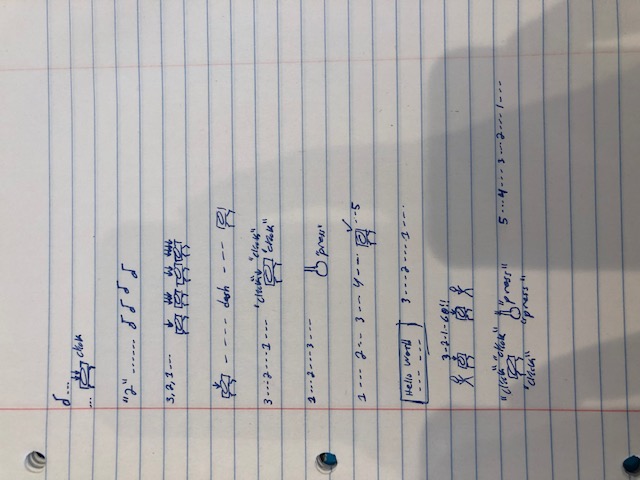 ... 
... click
"2" ......
3, 2, 1 ...
---- dash ---
3 ... 2 ... 1 ... "click" "click" "click"
1 ... 2 ... 3 ... "press"
1 ... 2 ... 3 ... 4 ... ✓ ... 5
Hello World 3 ... 2 ... 1 ...
3-2-1-GO!!
"click" "click" "press" 5 ... 4 ... 3 ... 2 ... 1 ...
"click" "press"